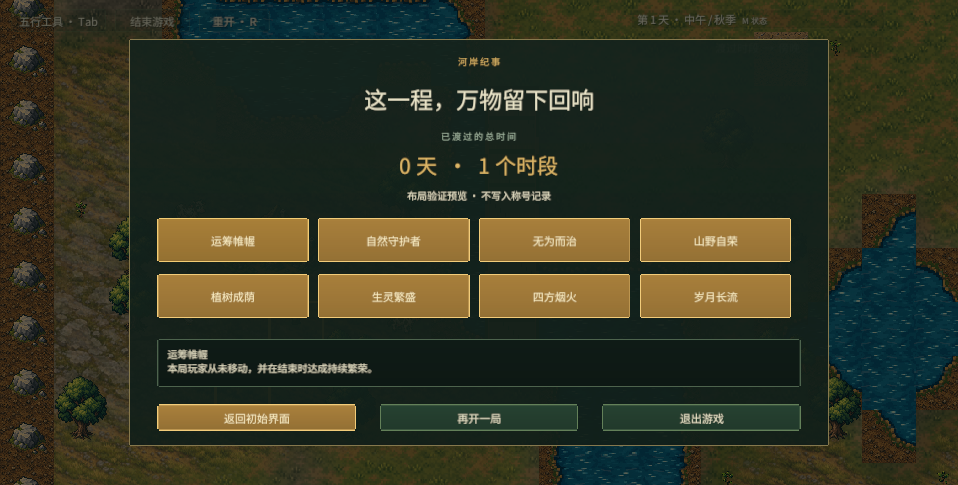 五行工具 · Tab 结束游戏 重开 · R 第1天 · 中午 / 秋季 M 状态
河岸纪事
这一程，万物留下回响
已渡过的总时间
0 天 · 1 个时段
布局验证预览 · 不写入称号记录
运筹帷幄 自然守护者 无为而治 山野自荣
植树成荫 生灵繁盛 四方烟火 岁月长流
运筹帷幄
本局玩家从未移动，并在结束时达成持续繁荣。
返回初始界面 再开一局 退出游戏